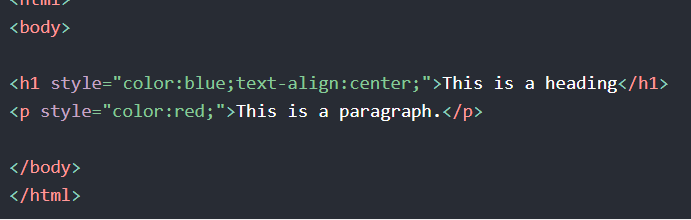 <html>
<body>
<h1 style="color:blue;text-align:center;">This is a heading</h1>
<p style="color:red;">This is a paragraph.</p>
</body>
</html>